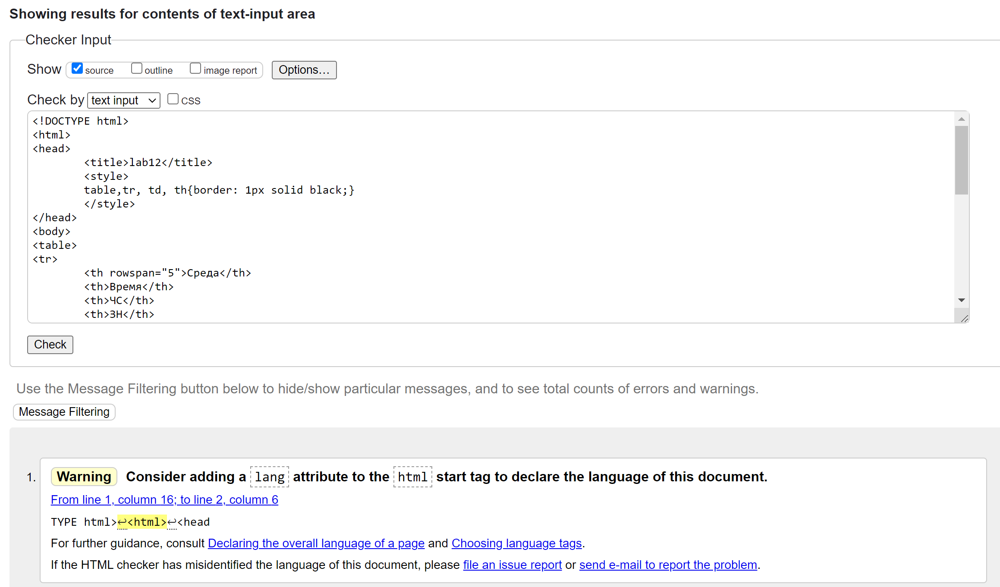 Showing results for contents of text-input area
Checker Input
Show source outline image report Options...
Check by text input CSS
<!DOCTYPE html>
<html>
<head>
<title>lab12</title>
<style>
table,tr, td, th{border: 1px solid black;}
</style>
</head>
<body>
<table>
<tr>
<th rowspan="5">Среда</th>
<th>Время</th>
<th>ЧС</th>
<th>ЗН</th>
Check
Use the Message Filtering button below to hide/show particular messages, and to see total counts of errors and warnings.
Message Filtering
1. Warning Consider adding a lang attribute to the html start tag to declare the language of this document.
From line 1, column 16; to line 2, column 6
TYPE html>↩<html>↩<head
For further guidance, consult Declaring the overall language of a page and Choosing language tags.
If the HTML checker has misidentified the language of this document, please file an issue report or send e-mail to report the problem.